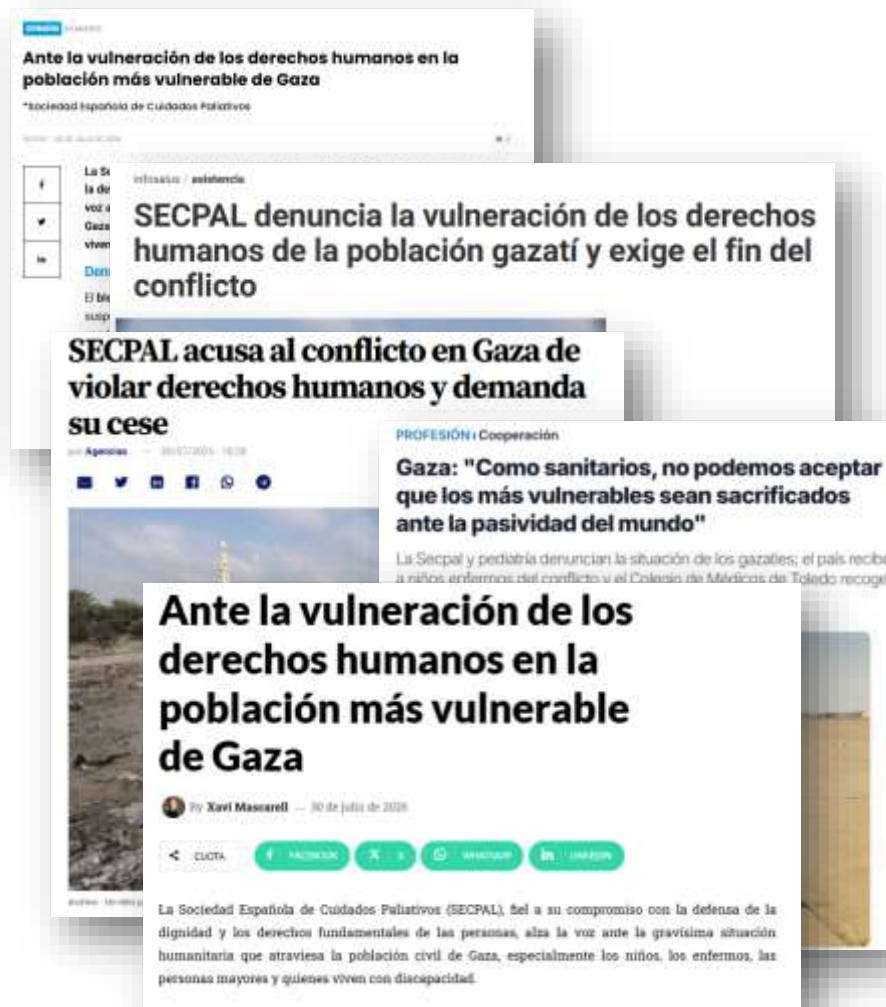 Ante la vulneración de los derechos humanos en la
población más vulnerable de Gaza
*Sociedad Española de Cuidados Paliativos
infosalus / asistencia
SECPAL denuncia la vulneración de los derechos
humanos de la población gazatí y exige el fin del
conflicto
SECPAL acusa al conflicto en Gaza de
violar derechos humanos y demanda
su cese
por Agencias
PROFESIÓN Cooperación
Gaza: "Como sanitarios, no podemos aceptar
que los más vulnerables sean sacrificados
ante la pasividad del mundo"
La Secpal y pediatría denuncian la situación de los gazatíes; el país recibe
a niños enfermos del conflicto y el Colegio de Médicos de Toledo recoge
Ante la vulneración de los
derechos humanos en la
población más vulnerable
de Gaza
By Xavi Mascarell — 30 de julio de
CUOTA FACEBOOK X WHATSAPP LINKEDIN
La Sociedad Española de Cuidados Paliativos (SECPAL), fiel a su compromiso con la defensa de la
dignidad y los derechos fundamentales de las personas, alza la voz ante la gravísima situación
humanitaria que atraviesa la población civil de Gaza, especialmente los niños, los enfermos, las
personas mayores y quienes viven con discapacidad.